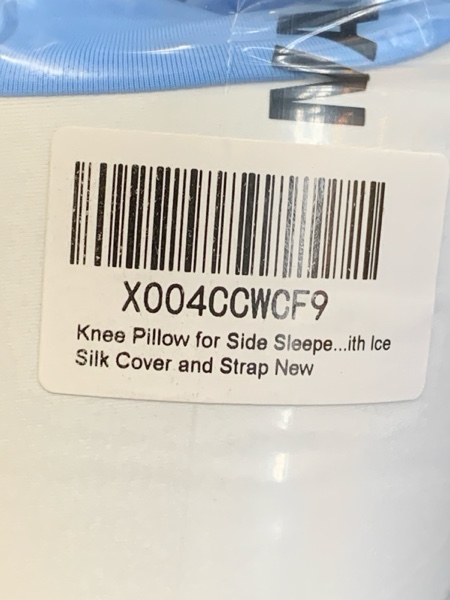 X004CCWCF9
Knee Pillow for Side Sleepe...ith Ice
Silk Cover and Strap New